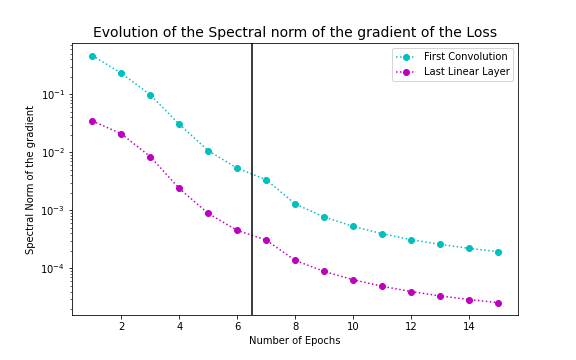 Evolution of the Spectral norm of the gradient of the Loss
First Convolution
Last Linear Layer
Spectral Norm of the gradient
10⁻¹
10⁻²
10⁻³
10⁻⁴
2 4 6 8 10 12 14
Number of Epochs